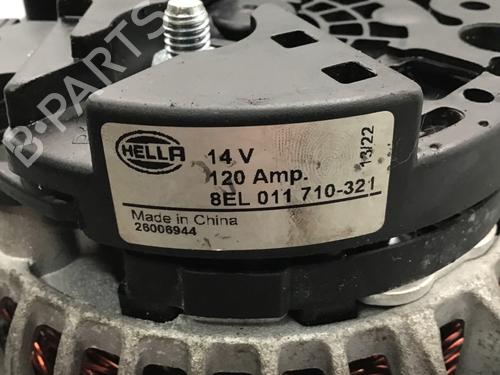 B-PARTS
HELLA
14 V
120 Amp.
8EL 011 710-321
13/22
Made in China
26006944